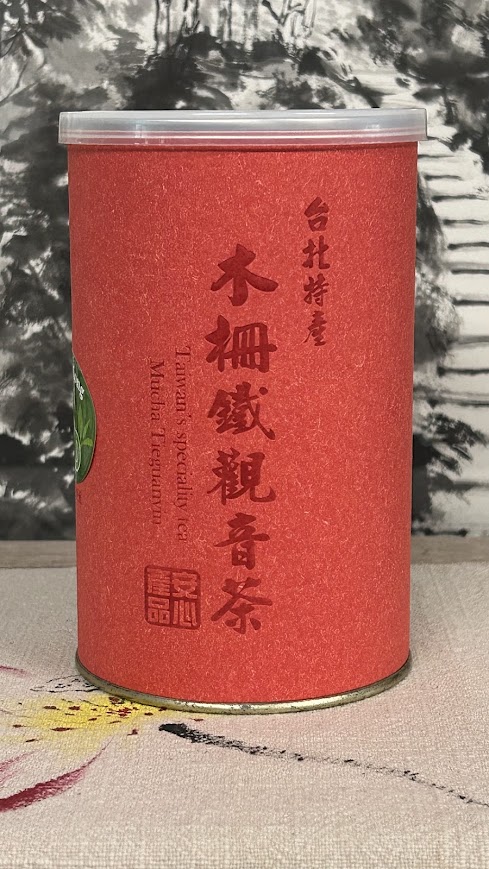 台北特產
木柵鐵觀音茶
Taiwan's speciality tea
Mucha Tieguanyin
安心產品